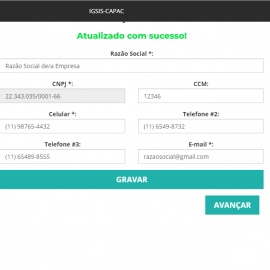 IGSIS-CAPAC
Atualizado com sucesso!
Razão Social *:
Razão Social de/a Empresa
CNPJ *: CCM:
22.343.035/0001-66 12346
Celular *: Telefone #2:
(11) 98765-4432 (11) 6549-8732
Telefone #3: E-mail *:
(11) 65489-8555 razaosocial@gmail.com
GRAVAR
AVANÇAR